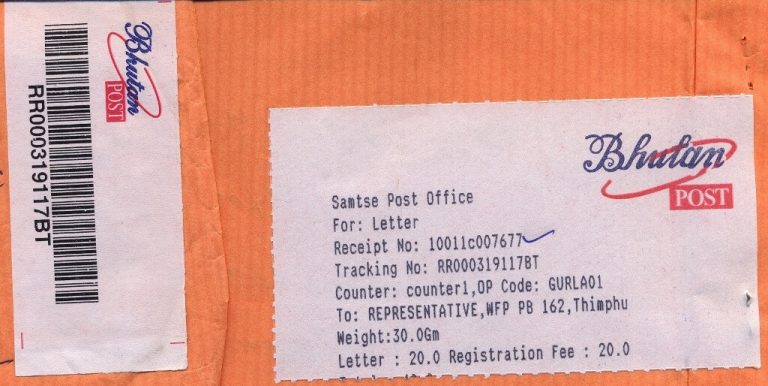 Bhutan
POST
RR000319117BT
Bhutan
POST
Samtse Post Office
For: Letter
Receipt No: 10011c007677
Tracking No: RR000319117BT
Counter: counter1,OP Code: GURLA01
To: REPRESENTATIVE,WFP PB 162,Thimphu
Weight:30.0Gm
Letter : 20.0 Registration Fee : 20.0